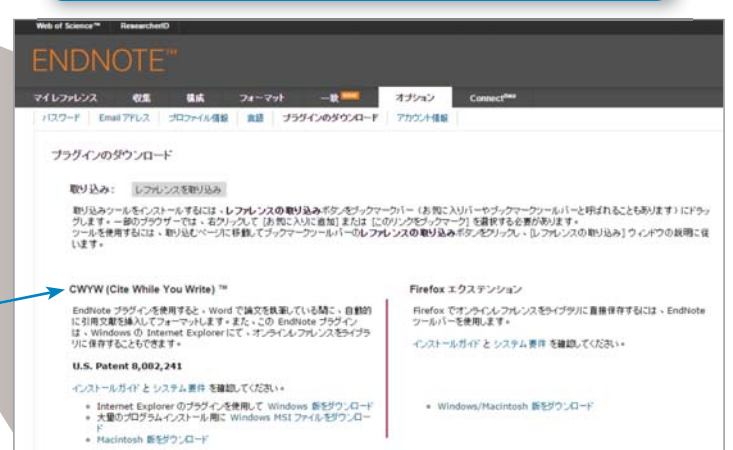 Web of Science™ ResearcherID
ENDNOTE™
マイレファレンス 収集 構成 フォーマット 一致 オプション Connect
パスワード Email アドレス プロファイル情報 言語 プラグインのダウンロード アカウント情報
プラグインのダウンロード
取り込み： レファレンスを取り込み
取り込みツールをインストールするには、レファレンスの取り込みボタンをブックマークバー（お気に入りバーやブックマークツールバーと呼ばれることもあります）にドラッ
グします。一部のブラウザーでは、右クリックして [お気に入りに追加] または [このリンクをブックマーク] を選択する必要があります。
ツールを使用するには、取り込むページに移動してブックマークツールバーのレファレンスの取り込みボタンをクリックし、[レファレンスの取り込み] ウィンドウの説明に従
います。
CWYW (Cite While You Write) ™
EndNote プラグインを使用すると、Word で論文を執筆している間に、自動的
に引用文献を挿入してフォーマットします。また、この EndNote プラグイン
は、Windows の Internet Explorer にて、オンラインレファレンスをライブラ
リに保存することもできます。
U.S. Patent 8,082,241
インストールガイド と システム要件 を確認してください。
Internet Explorer のプラグインを使用して Windows 版をダウンロード
大量のプログラムインストール用に Windows MSI ファイルをダウンロー
ド
Macintosh 版をダウンロード
Firefox エクステンション
Firefox でオンラインレファレンスをライブラリに直接保存するには、EndNote
ツールバーを使用します。
インストールガイド と システム要件 を確認してください。
Windows/Macintosh 版をダウンロード